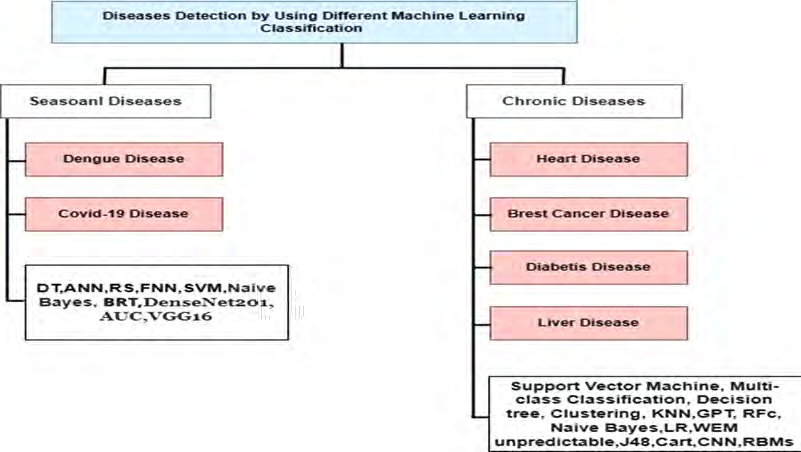 Diseases Detection by Using Different Machine Learning
Classification
Seasoanl Diseases
Dengue Disease
Covid-19 Disease
DT,ANN,RS,FNN,SVM,Naive
Bayes, BRT,DenseNet201,
AUC,VGG16
Chronic Diseases
Heart Disease
Brest Cancer Disease
Diabetis Disease
Liver Disease
Support Vector Machine, Multi-
class Classification, Decision
tree, Clustering, KNN,GPT, RFc,
Naive Bayes,LR,WEM
unpredictable,J48,Cart,CNN,RBMs